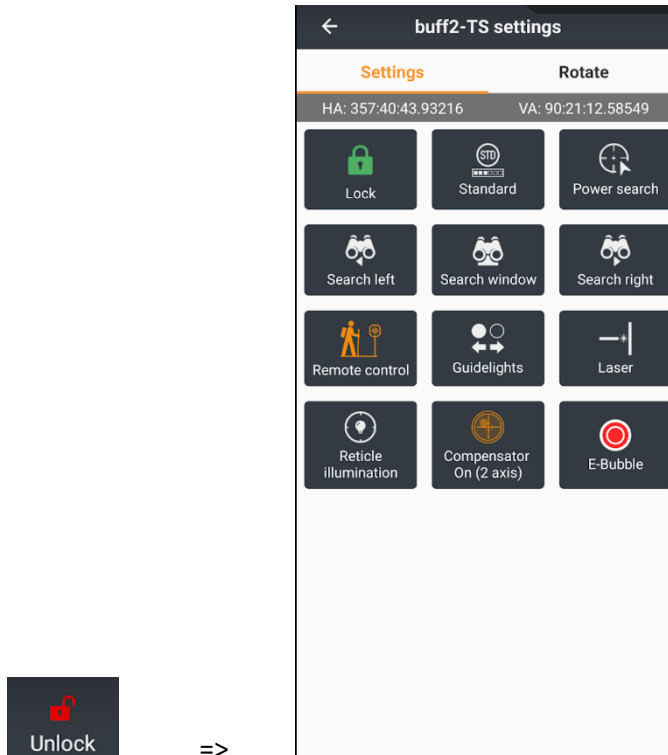 buff2-TS settings
Settings Rotate
HA: 357:40:43.93216 VA: 90:21:12.58549
STD
Lock Standard Power search
Search left Search window Search right
Remote control Guidelights Laser
Reticle
illumination
Compensator
On (2 axis)
E-Bubble
Unlock =>